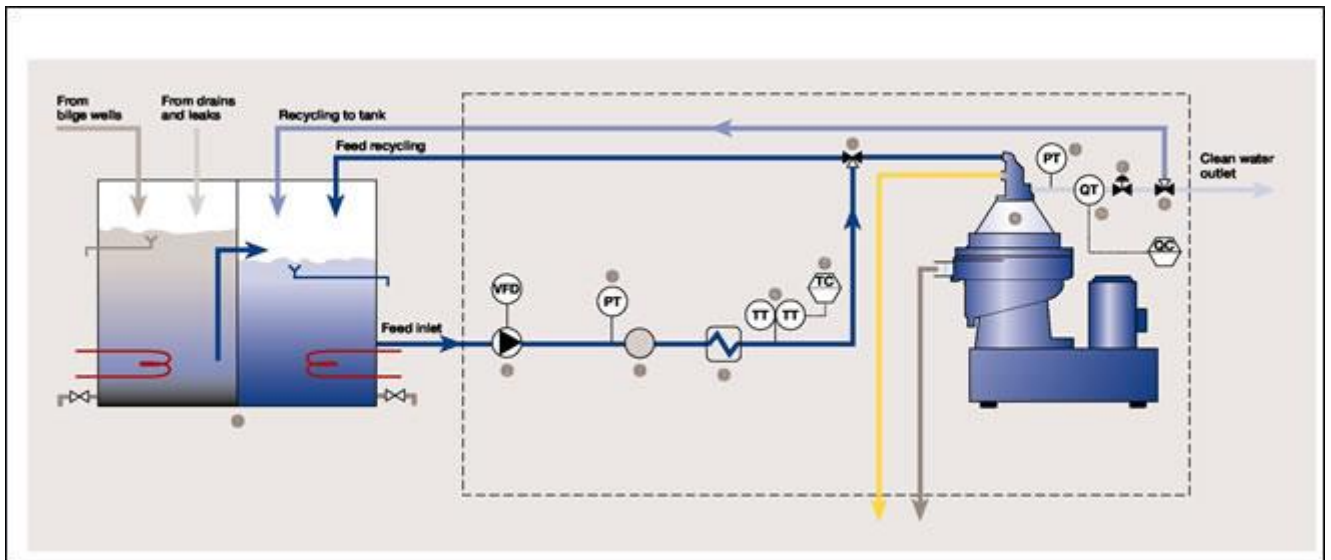 From
bilge wells
From drains
and leaks
Recycling to tank
Feed recycling
PT
QT
Clean water
outlet
QC
VFD
PT
TT
TT
TC
Feed inlet